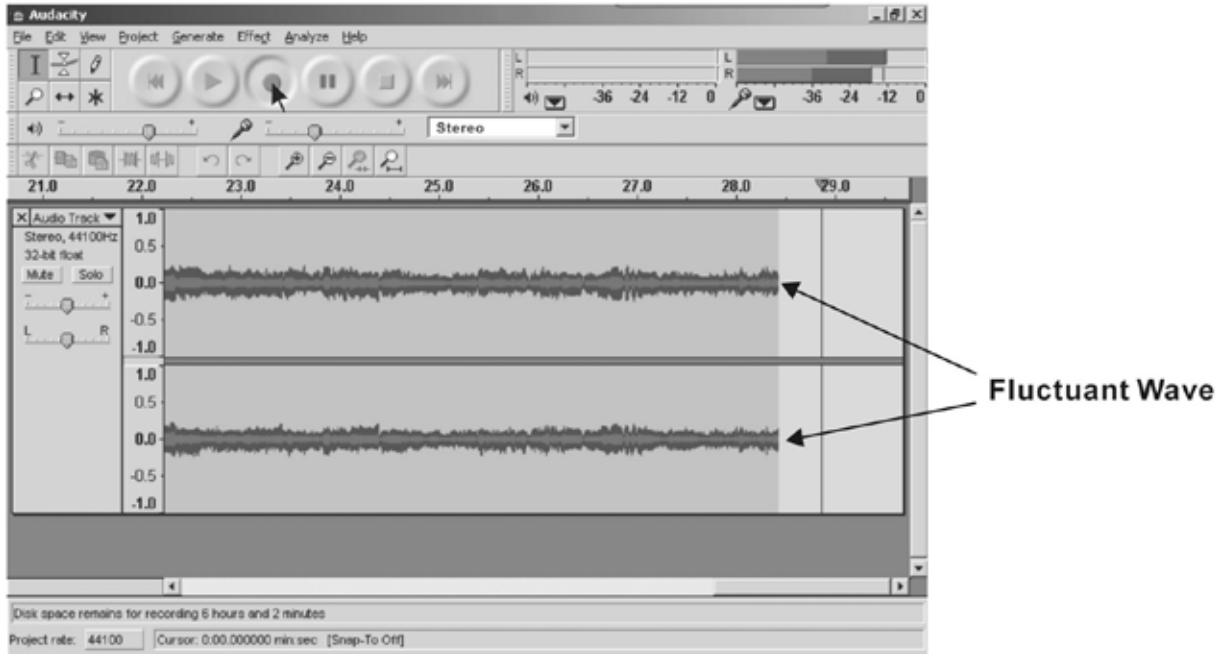 Audacity
File Edit View Project Generate Effect Analyze Help
L
R
-36 -24 -12 0
L
R
-36 -24 -12 0
- +
- +
Stereo
21.0 22.0 23.0 24.0 25.0 26.0 27.0 28.0 29.0
X Audio Track
Stereo, 44100Hz
32-bit float
Mute Solo
- +
L R
1.0
0.5
0.0
-0.5
-1.0
1.0
0.5
0.0
-0.5
-1.0
Fluctuant Wave
Disk space remains for recording 6 hours and 2 minutes
Project rate: 44100 Cursor: 0:00.000000 min:sec [Snap-To Off]